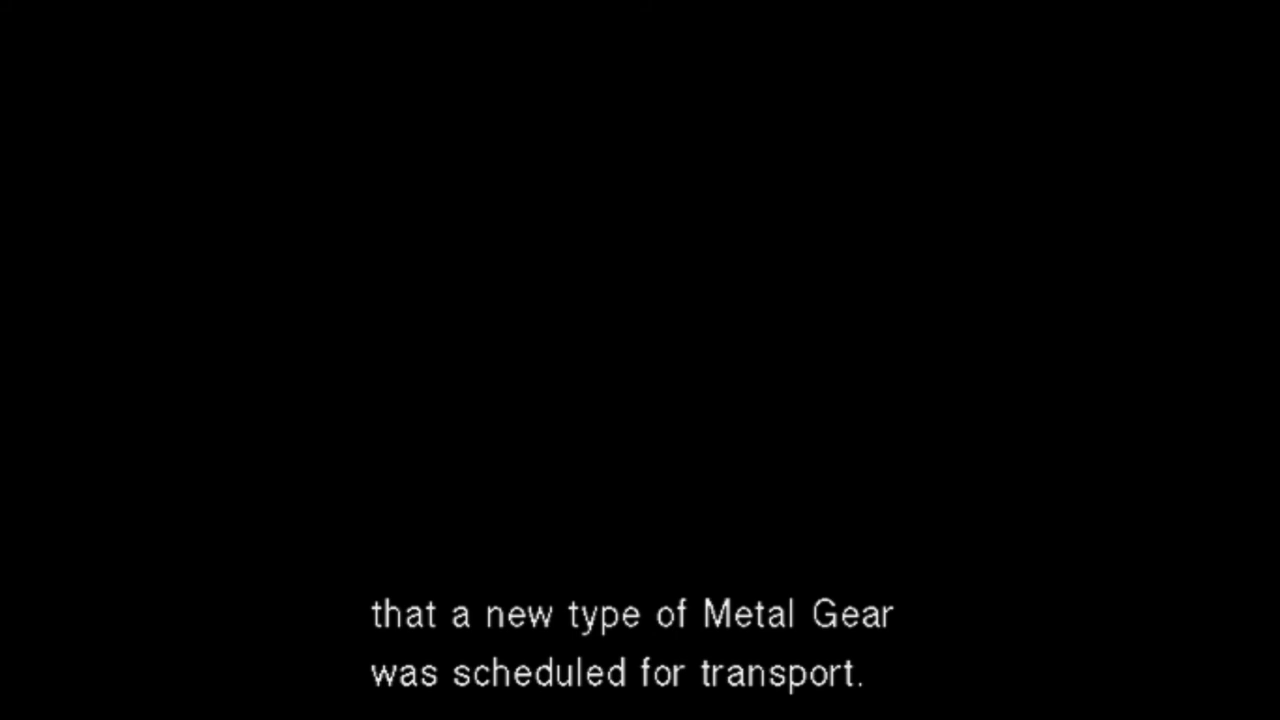 that a new type of Metal Gear
was scheduled for transport.